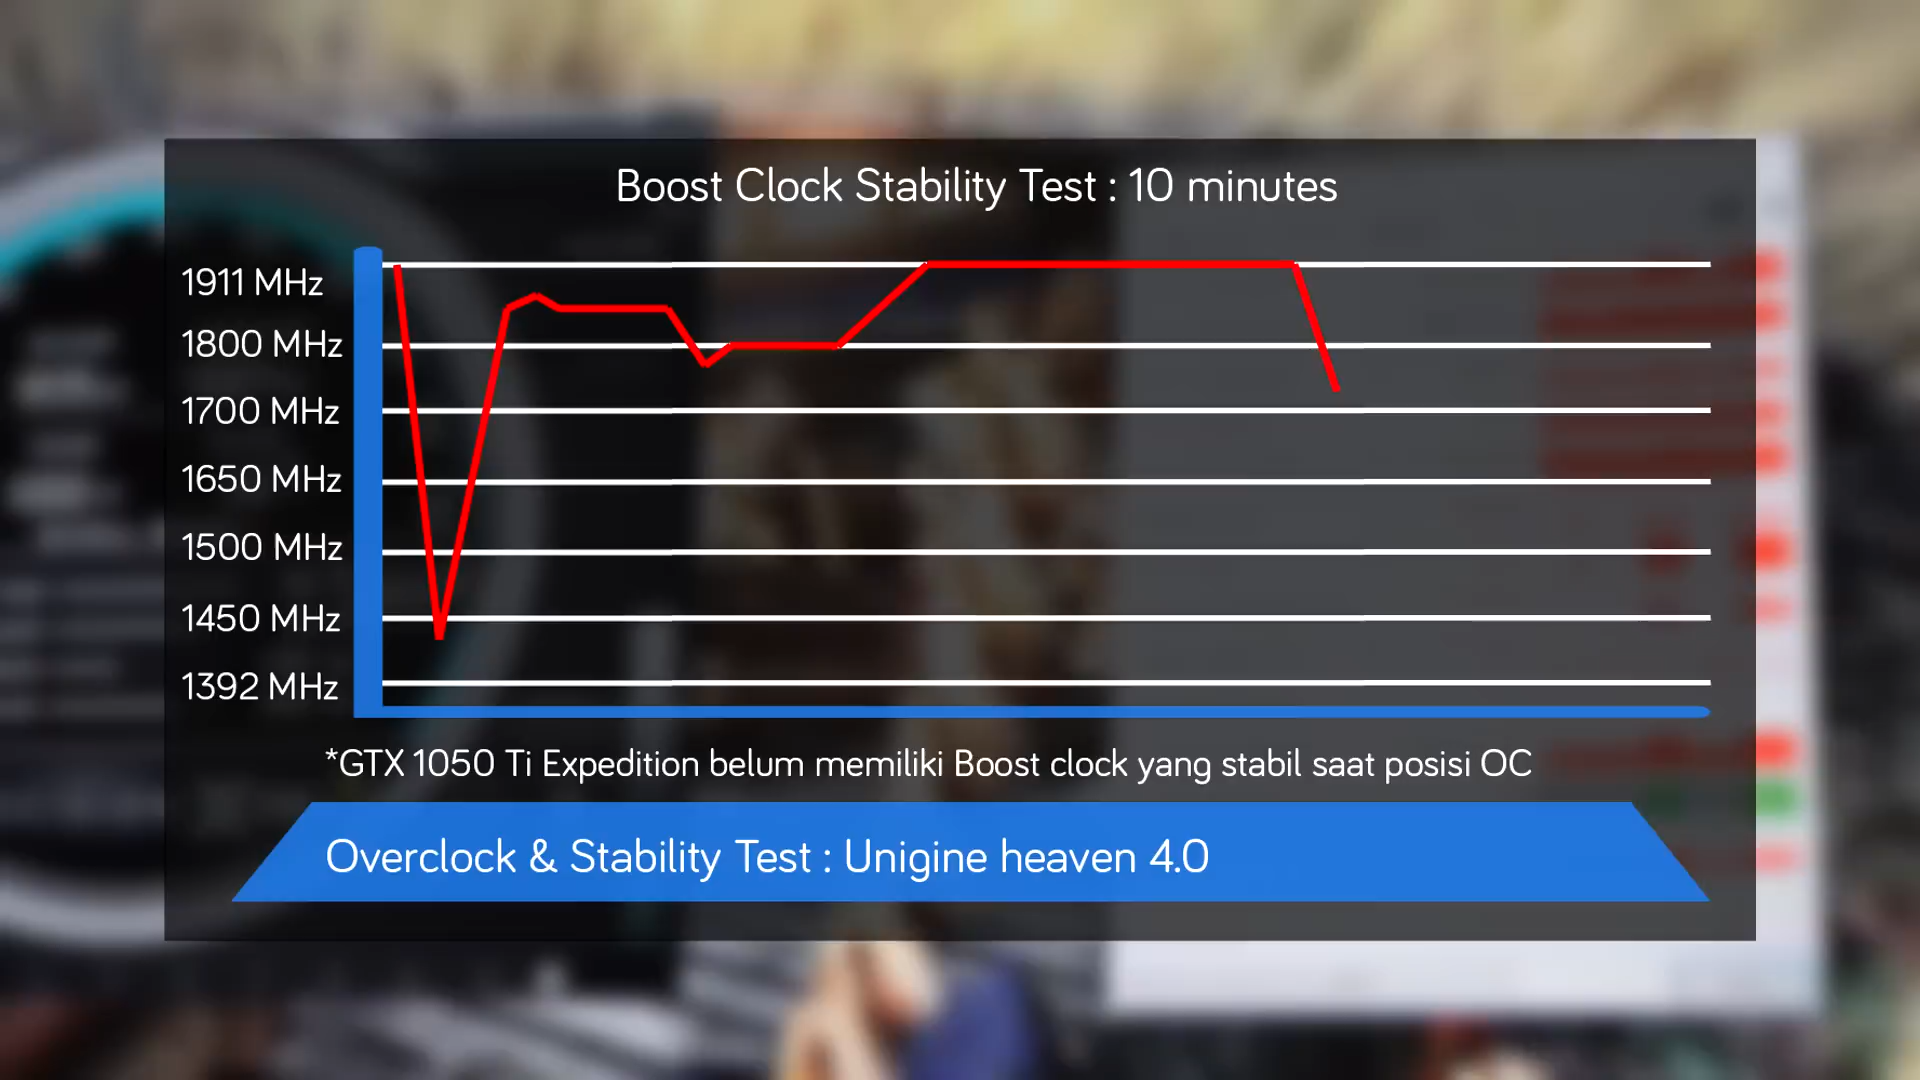 Boost Clock Stability Test : 10 minutes
1911 MHz
1800 MHz
1700 MHz
1650 MHz
1500 MHz
1450 MHz
1392 MHz
*GTX 1050 Ti Expedition belum memiliki Boost clock yang stabil saat posisi OC
Overclock & Stability Test : Unigine heaven 4.0